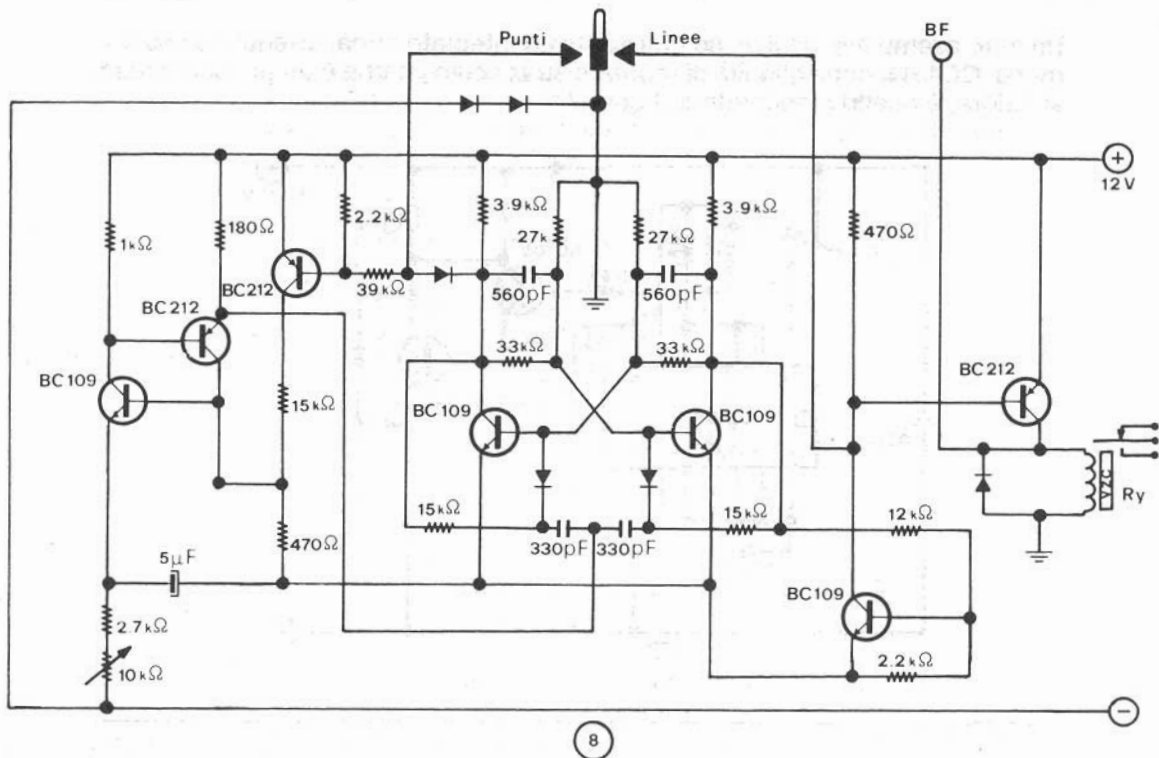 Punti
Linee
BF
+
12V
1kΩ
180Ω
2.2kΩ
3.9kΩ
27k
27kΩ
3.9kΩ
470Ω
BC212
39kΩ
560pF
560pF
BC212
33kΩ
33kΩ
BC212
BC109
15kΩ
BC109
BC109
15kΩ
15kΩ
12kΩ
Ry
330pF
330pF
470Ω
5µF
BC109
2.7kΩ
2.2kΩ
10kΩ
−
8